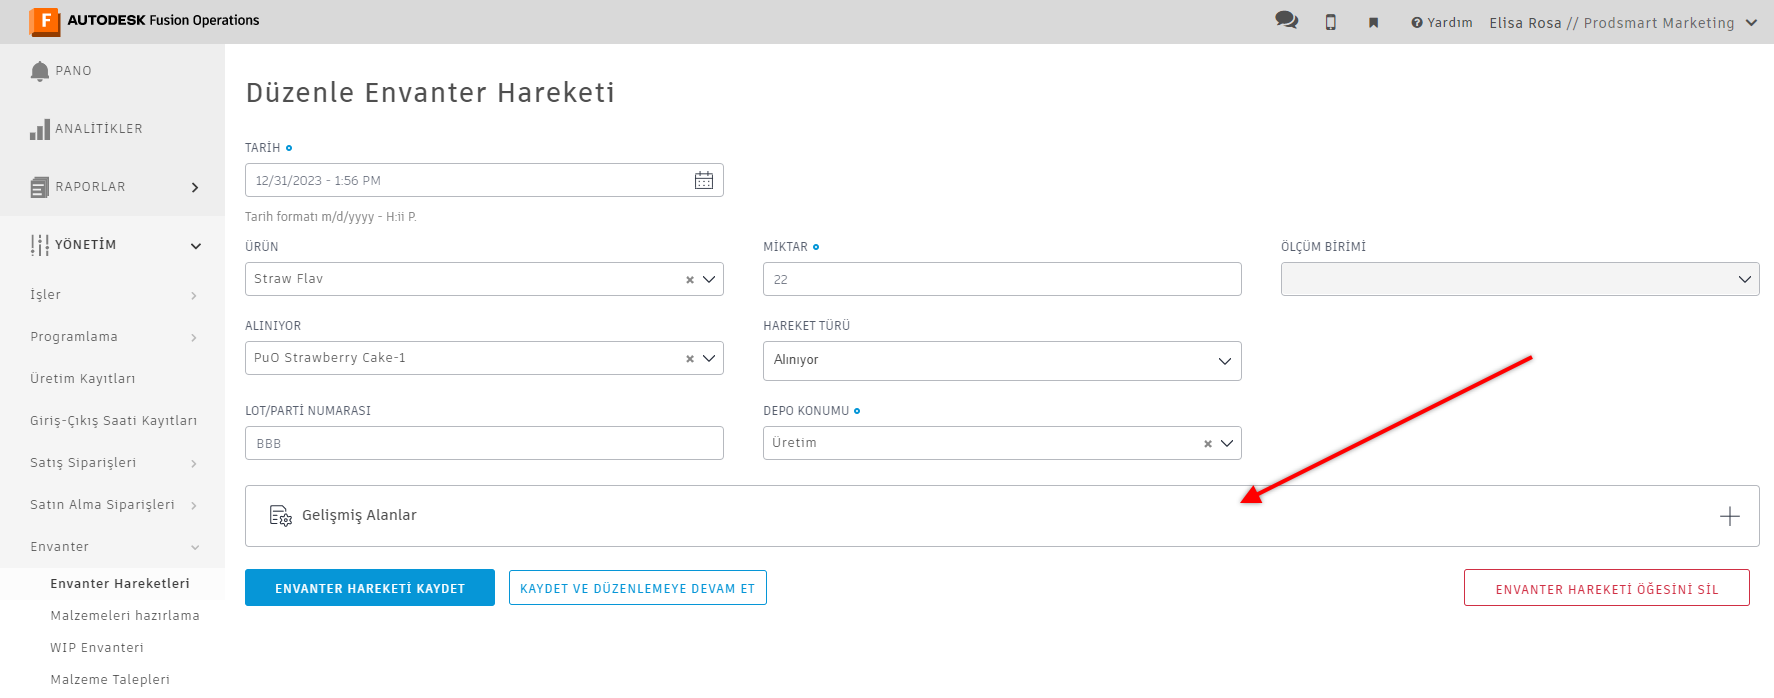 AUTODESK Fusion Operations
Yardım
Elisa Rosa // Prodsmart Marketing
PANO
ANALİTİKLER
RAPORLAR
YÖNETİM
İşler
Programlama
Üretim Kayıtları
Giriş-Çıkış Saati Kayıtları
Satış Siparişleri
Satın Alma Siparişleri
Envanter
Envanter Hareketleri
Malzemeleri hazırlama
WIP Envanteri
Malzeme Talepleri
Düzenle Envanter Hareketi
TARİH
12/31/2023 - 1:56 PM
Tarih formatı m/d/yyyy - H:ii P.
ÜRÜN
Straw Flav
MİKTAR
22
ÖLÇÜM BİRİMİ
ALINIYOR
PuO Strawberry Cake-1
HAREKET TÜRÜ
Alınıyor
LOT/PARTİ NUMARASI
BBB
DEPO KONUMU
Üretim
Gelişmiş Alanlar
ENVANTER HAREKETİ KAYDET
KAYDET VE DÜZENLEMEYE DEVAM ET
ENVANTER HAREKETİ ÖĞESİNİ SİL